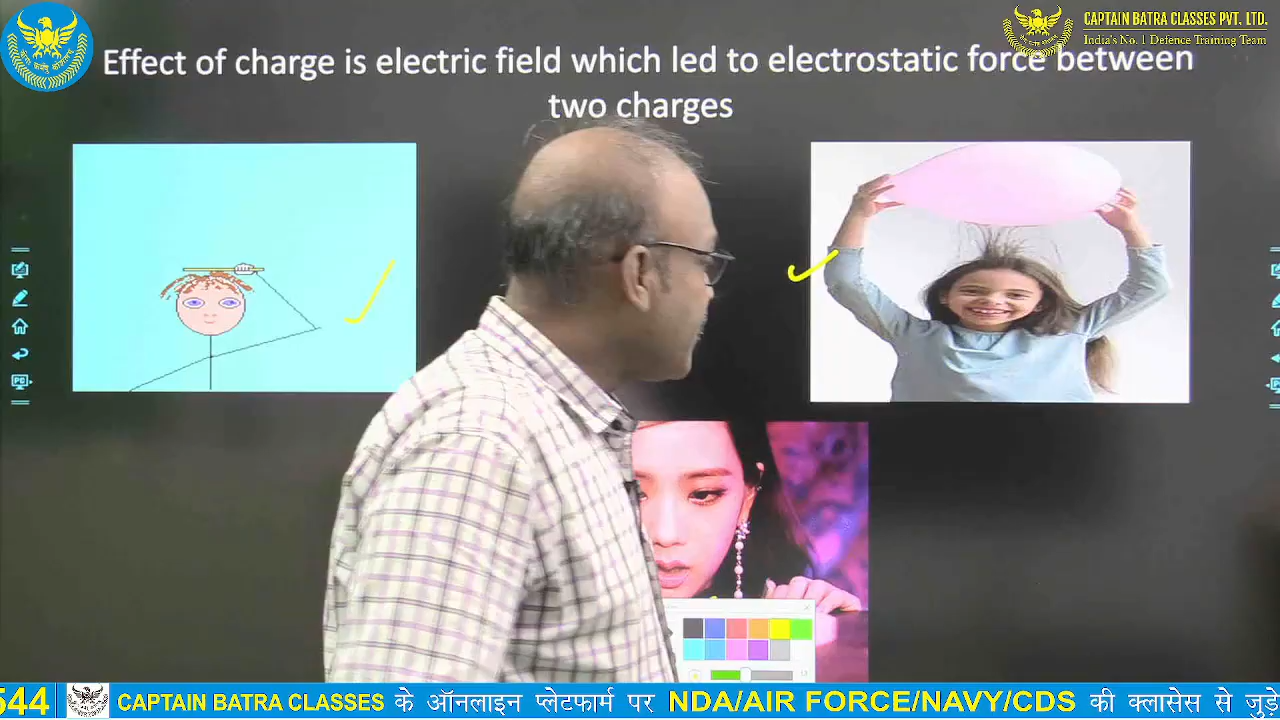 CAPTAIN BATRA CLASSES PVT. LTD.
India's No. 1 Defence Training Team
Effect of charge is electric field which led to electrostatic force between
two charges
PC
544
CAPTAIN BATRA CLASSES के ऑनलाइन प्लेटफार्म पर NDA/AIR FORCE/NAVY/CDS की क्लासेस से जुड़े